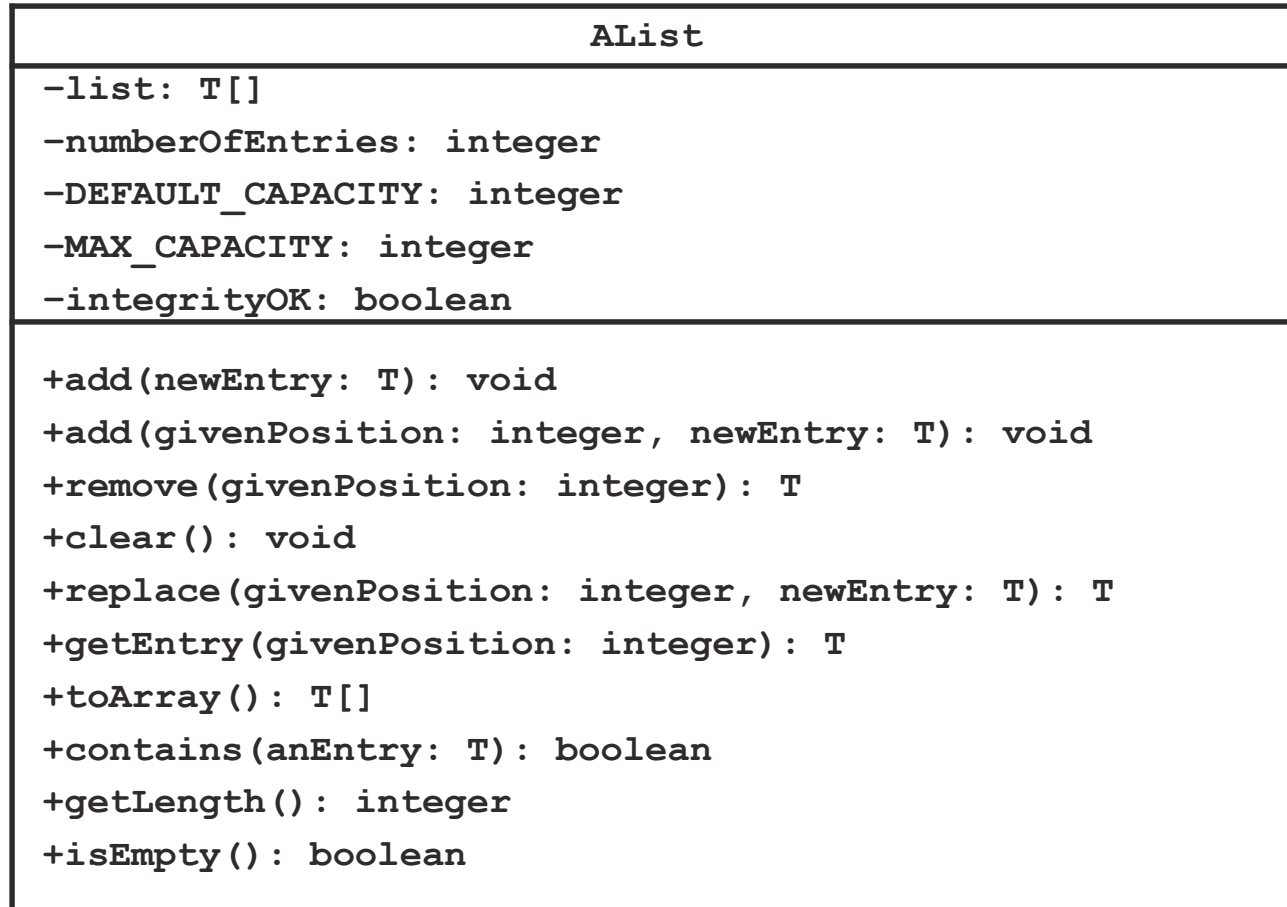 AList
-list: T[]
-numberOfEntries: integer
-DEFAULT_CAPACITY: integer
-MAX_CAPACITY: integer
-integrityOK: boolean
+add(newEntry: T): void
+add(givenPosition: integer, newEntry: T): void
+remove(givenPosition: integer): T
+clear(): void
+replace(givenPosition: integer, newEntry: T): T
+getEntry(givenPosition: integer): T
+toArray(): T[]
+contains(anEntry: T): boolean
+getLength(): integer
+isEmpty(): boolean